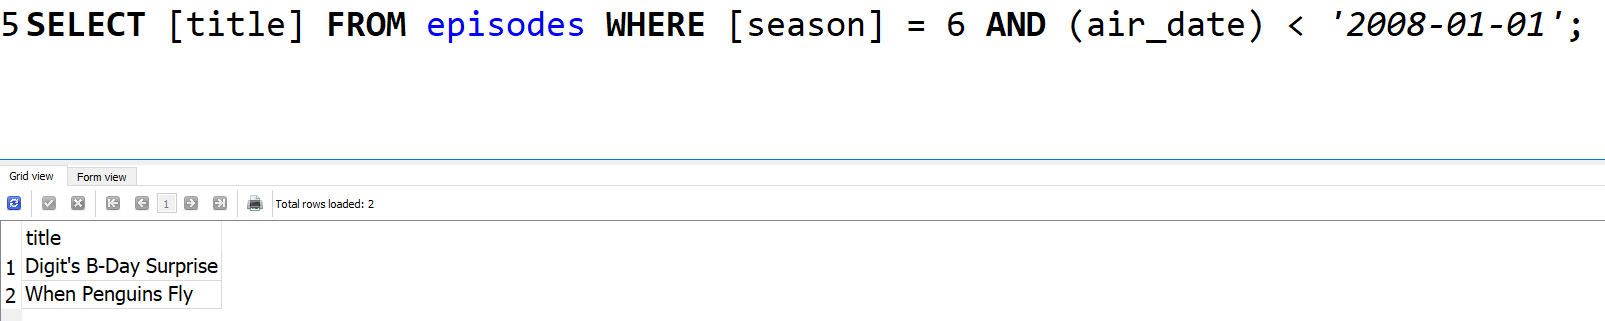 5 SELECT [title] FROM episodes WHERE [season] = 6 AND (air_date) < '2008-01-01';
Grid view Form view
1 Total rows loaded: 2
title
1 Digit's B-Day Surprise
2 When Penguins Fly